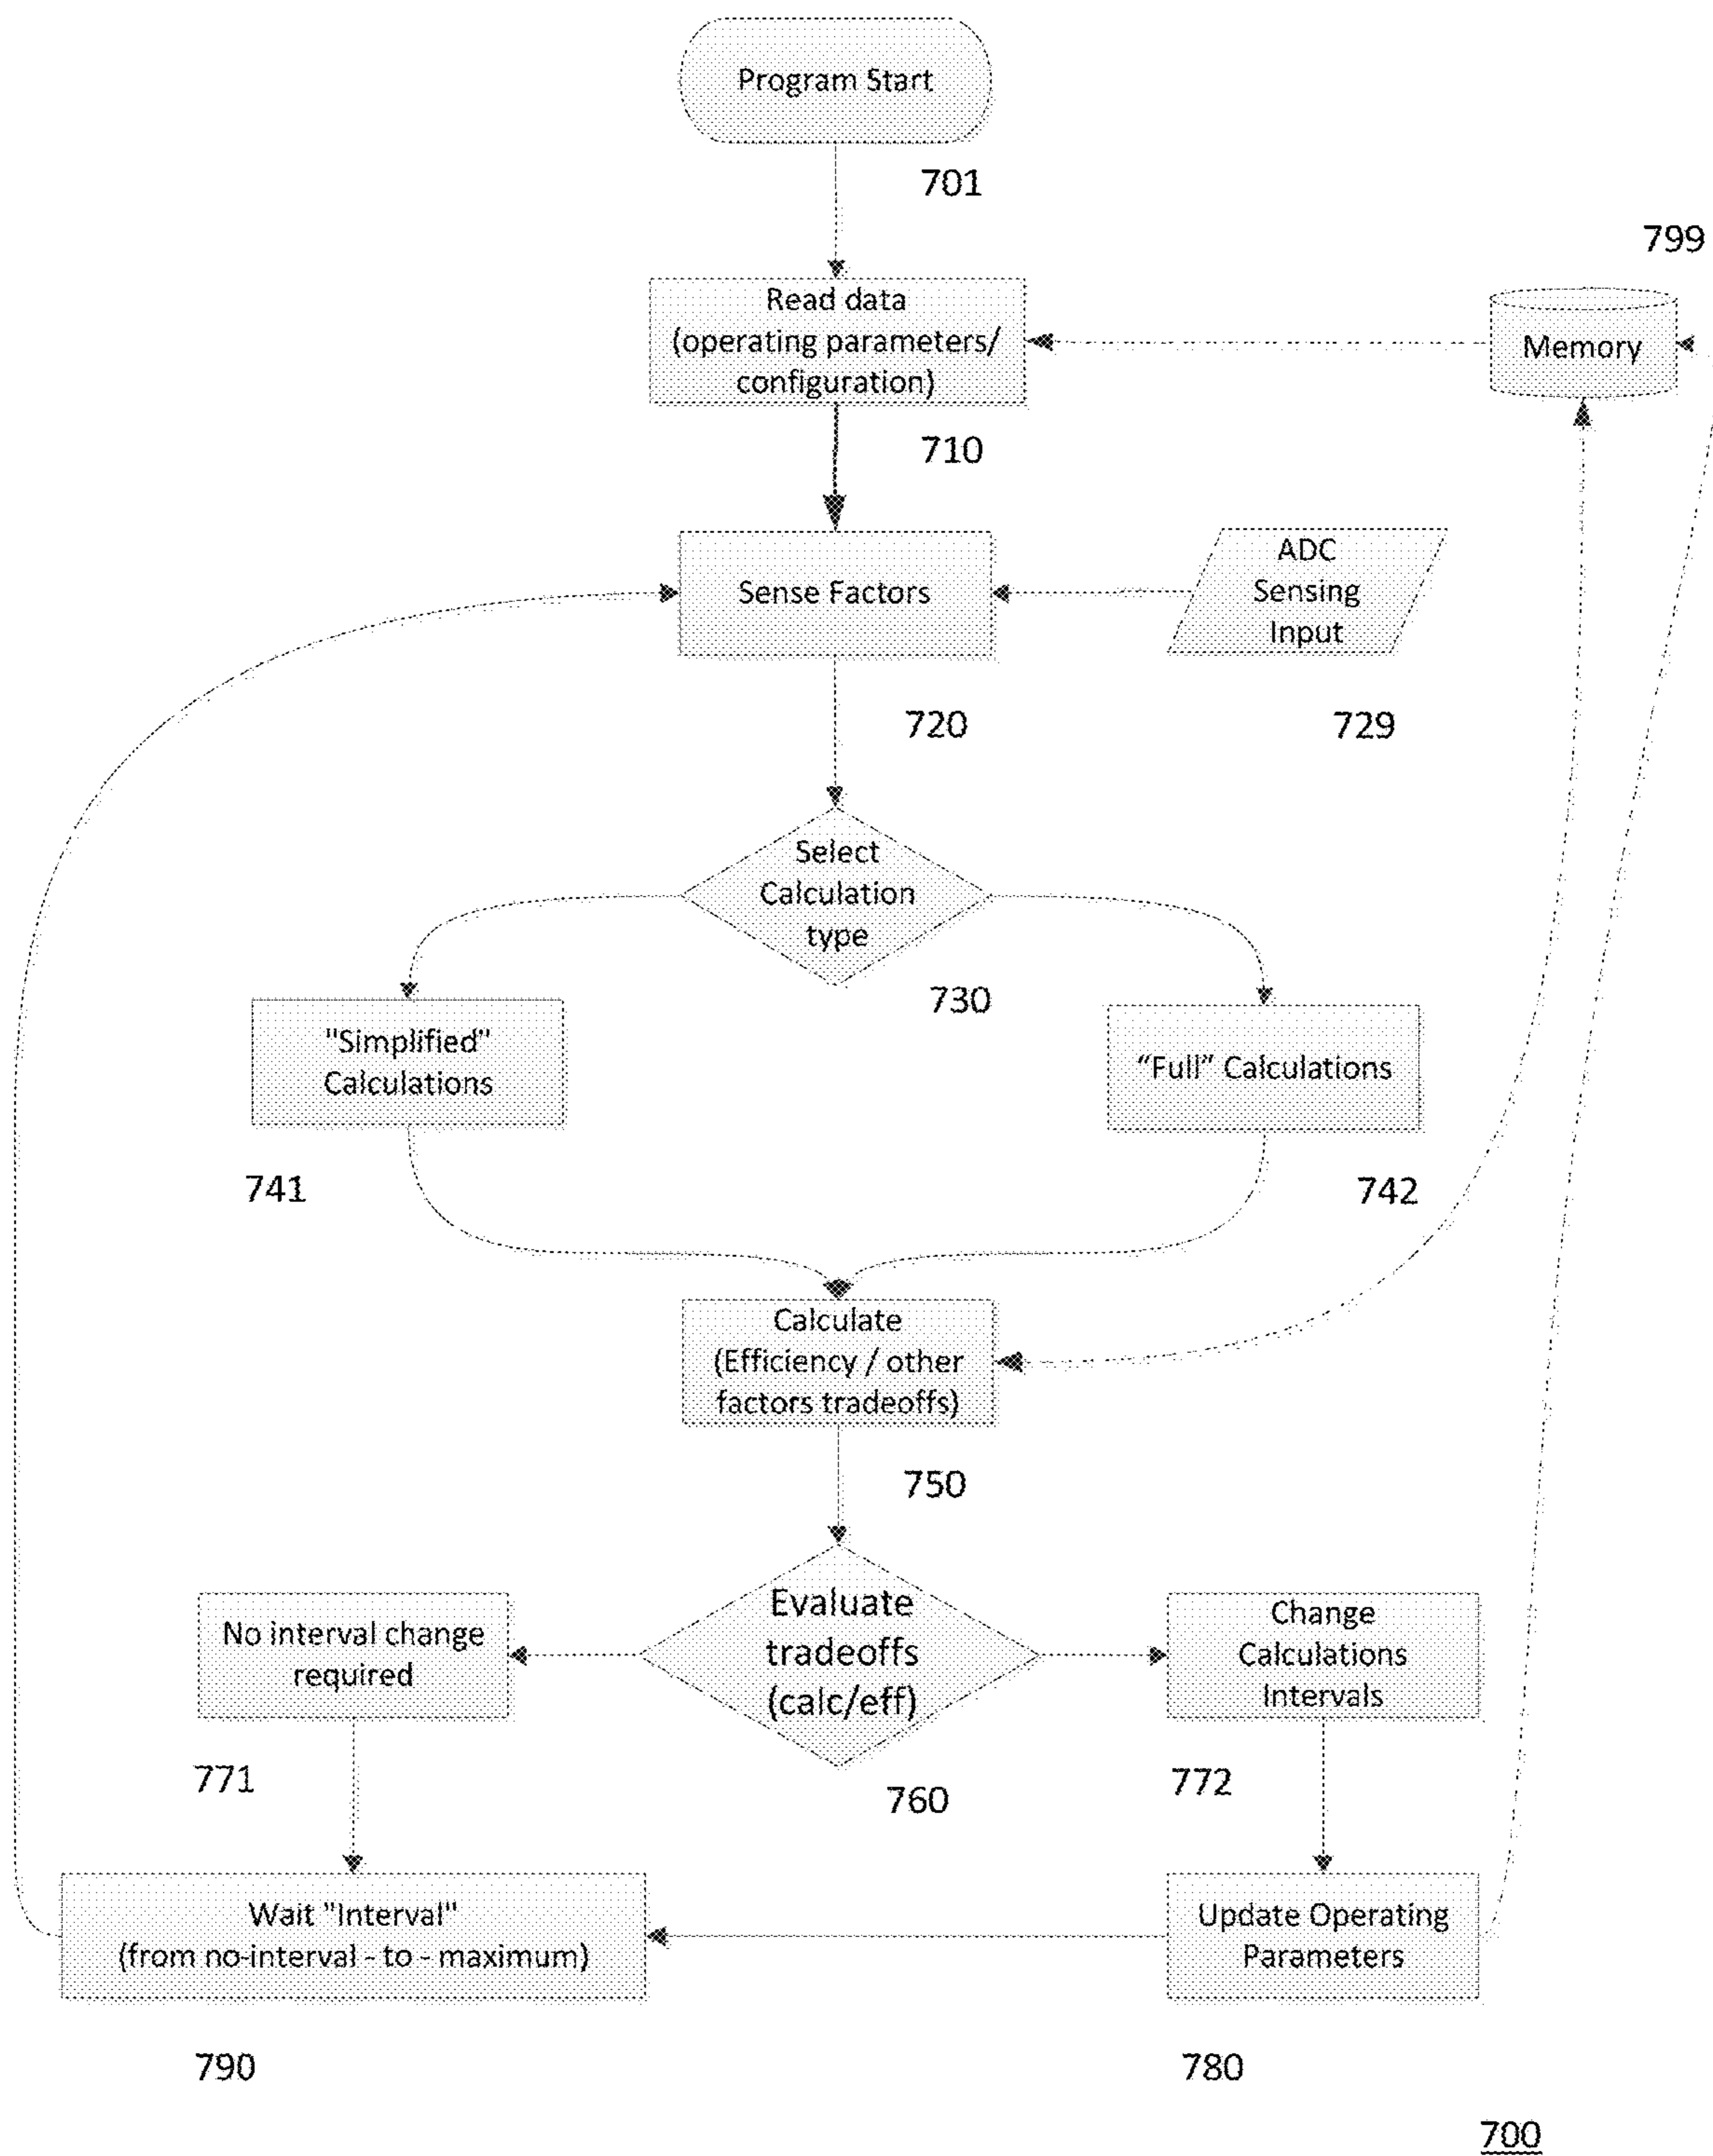 Program Start
701
799
Read data
(operating parameters/
configuration)
Memory
710
Sense Factors
ADC
Sensing
Input
720
729
Select
Calculation
type
730
"Simplified"
Calculations
“Full” Calculations
741
742
Calculate
(Efficiency / other
factors tradeoffs)
750
No interval change
required
Evaluate
tradeoffs
(calc/eff)
Change
Calculations
Intervals
771
760
772
Wait "Interval"
(from no-interval - to - maximum)
Update Operating
Parameters
790
780
700